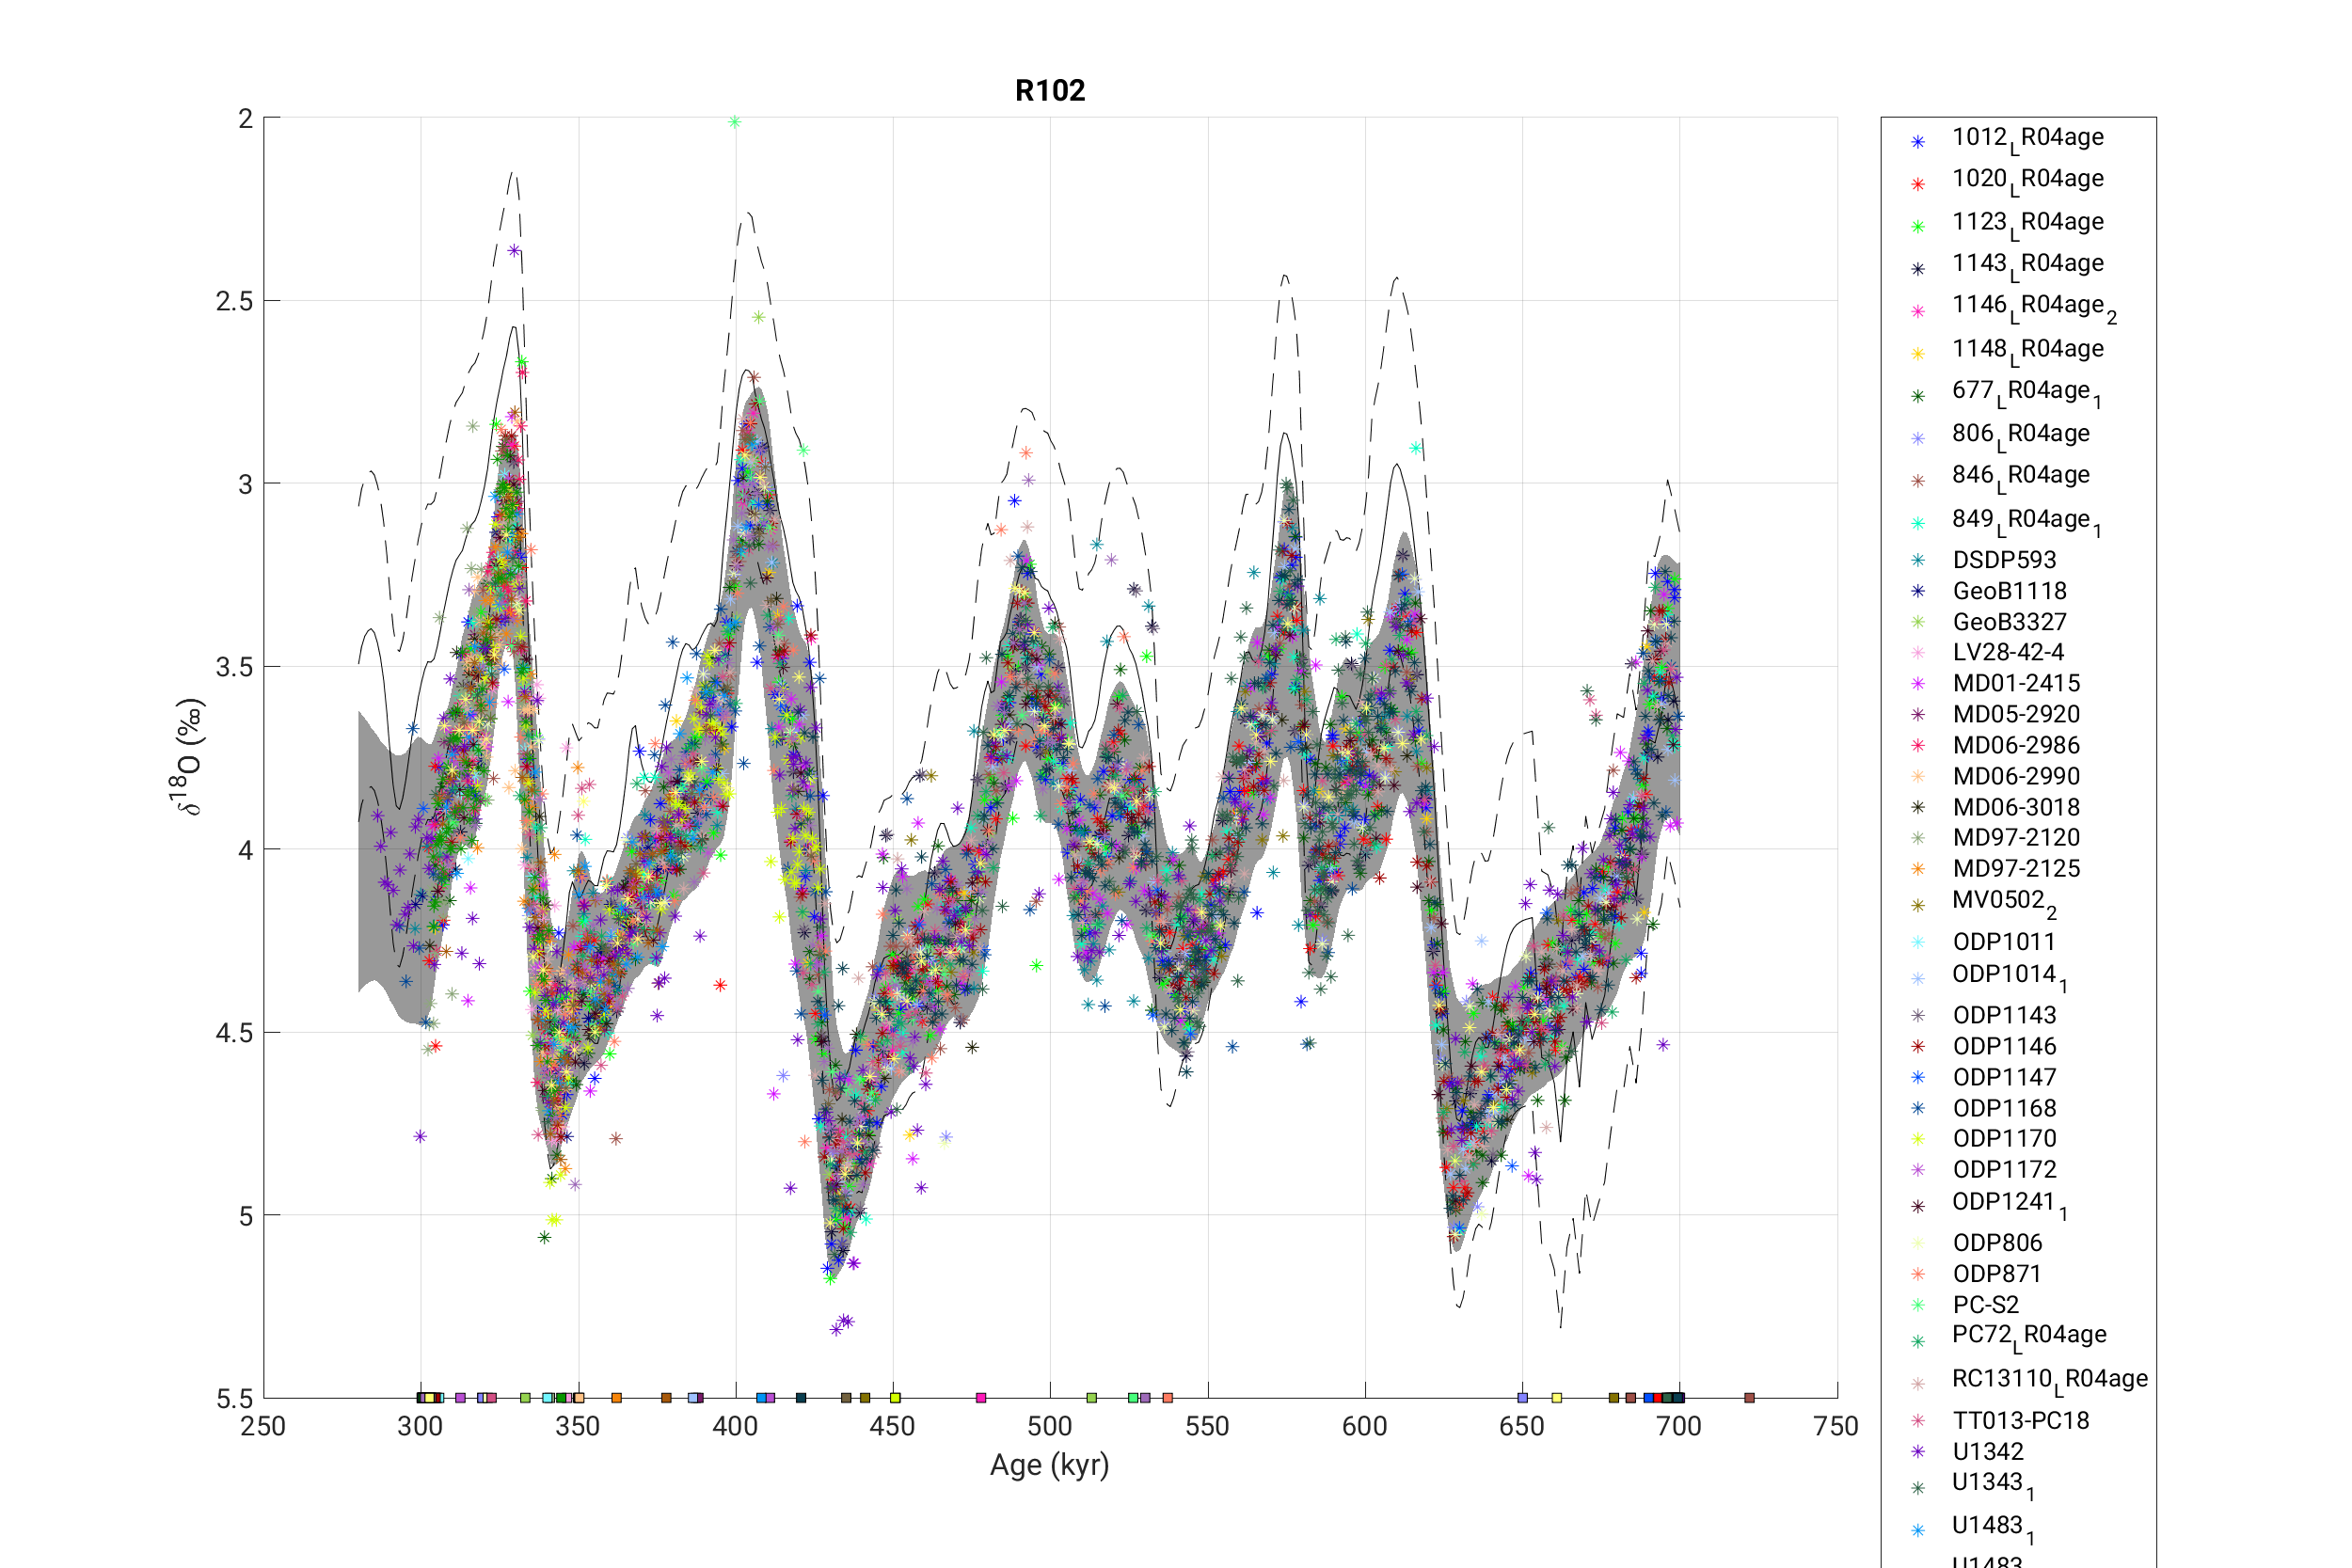 R102
2
2.5
3
3.5
4
4.5
5
5.5
δ18O (‰)
250 300 350 400 450 500 550 600 650 700 750
Age (kyr)
1012LR04age
1020LR04age
1123LR04age
1143LR04age
1146LR04age2
1148LR04age
677LR04age1
806LR04age
846LR04age
849LR04age1
DSDP593
GeoB1118
GeoB3327
LV28-42-4
MD01-2415
MD05-2920
MD06-2986
MD06-2990
MD06-3018
MD97-2120
MD97-2125
MV05022
ODP1011
ODP10141
ODP1143
ODP1146
ODP1147
ODP1168
ODP1170
ODP1172
ODP12411
ODP806
ODP871
PC-S2
PC72LR04age
RC13110LR04age
TT013-PC18
U1342
U13431
U14831
U1483